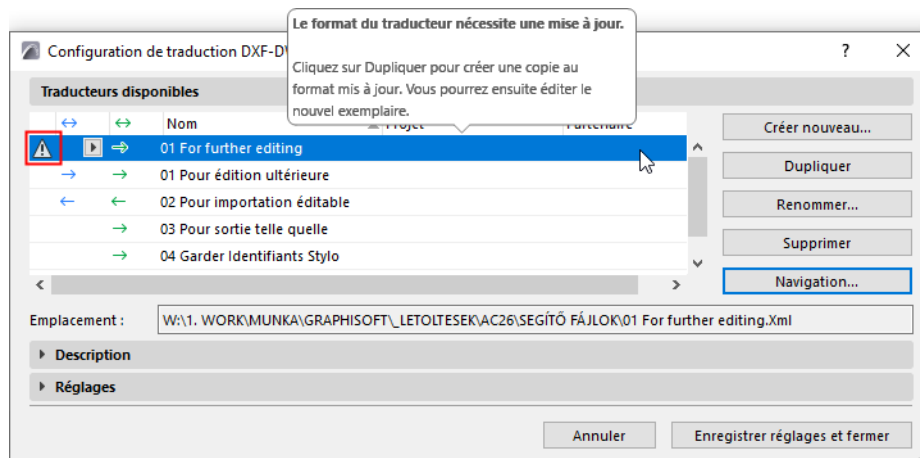 Le format du traducteur nécessite une mise à jour.
Cliquez sur Dupliquer pour créer une copie au
format mis à jour. Vous pourrez ensuite éditer le
nouvel exemplaire.
Configuration de traduction DXF-D
?
Traducteurs disponibles
Nom
Projet
Partenaire
01 For further editing
01 Pour édition ultérieure
02 Pour importation éditable
03 Pour sortie telle quelle
04 Garder Identifiants Stylo
Créer nouveau...
Dupliquer
Renommer...
Supprimer
Navigation...
Emplacement :
W:\1. WORK\MUNKA\GRAPHISOFT\_LETOLTESEK\AC26\SEGÍTŐ FÁJLOK\01 For further editing.Xml
Description
Réglages
Annuler
Enregistrer réglages et fermer